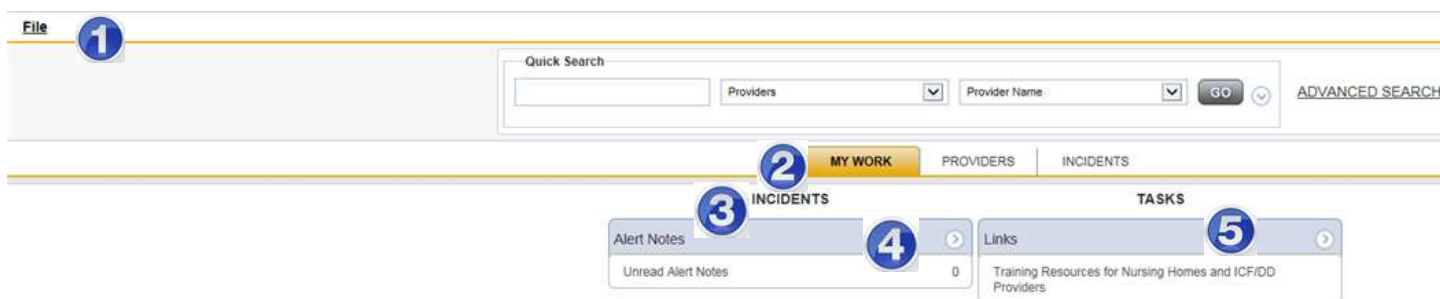 File
1
Quick Search
Providers Provider Name GO ADVANCED SEARCH
2 MY WORK PROVIDERS INCIDENTS
3 INCIDENTS TASKS
Alert Notes 4 Links 5
Unread Alert Notes 0 Training Resources for Nursing Homes and ICF/DD
Providers